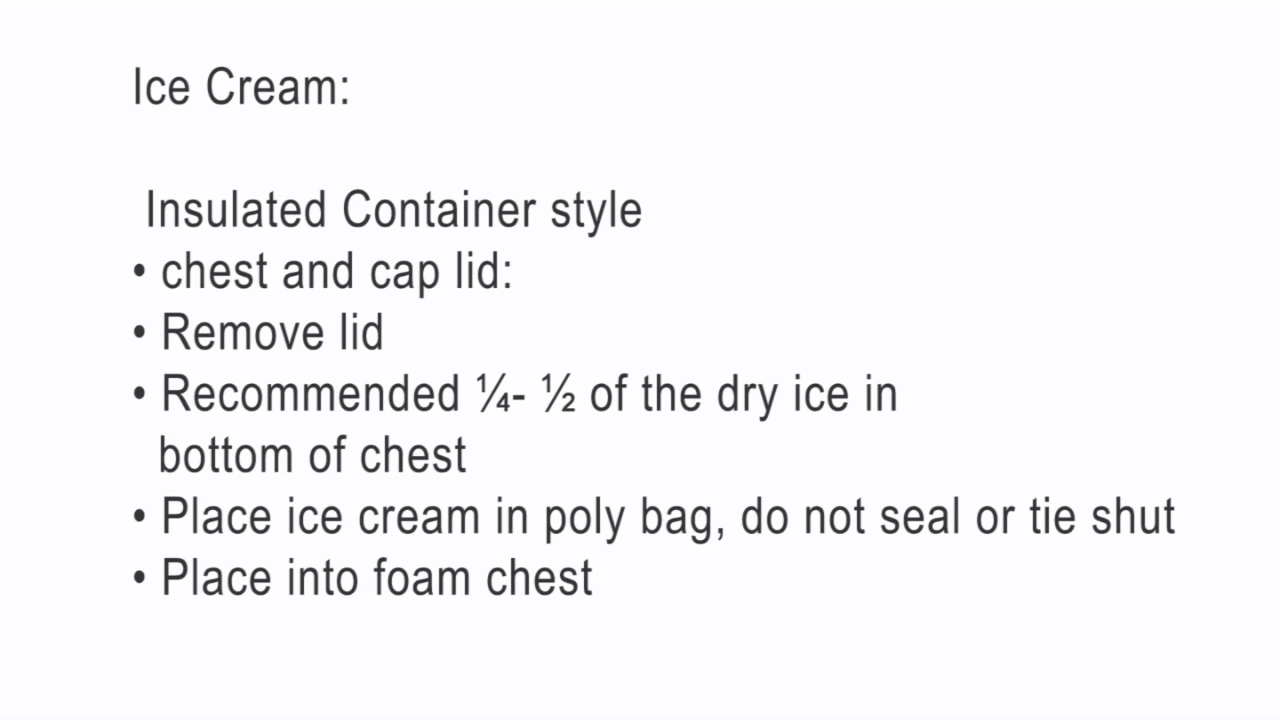 Ice Cream:
Insulated Container style
• chest and cap lid:
• Remove lid
• Recommended ¼- ½ of the dry ice in
bottom of chest
• Place ice cream in poly bag, do not seal or tie shut
• Place into foam chest